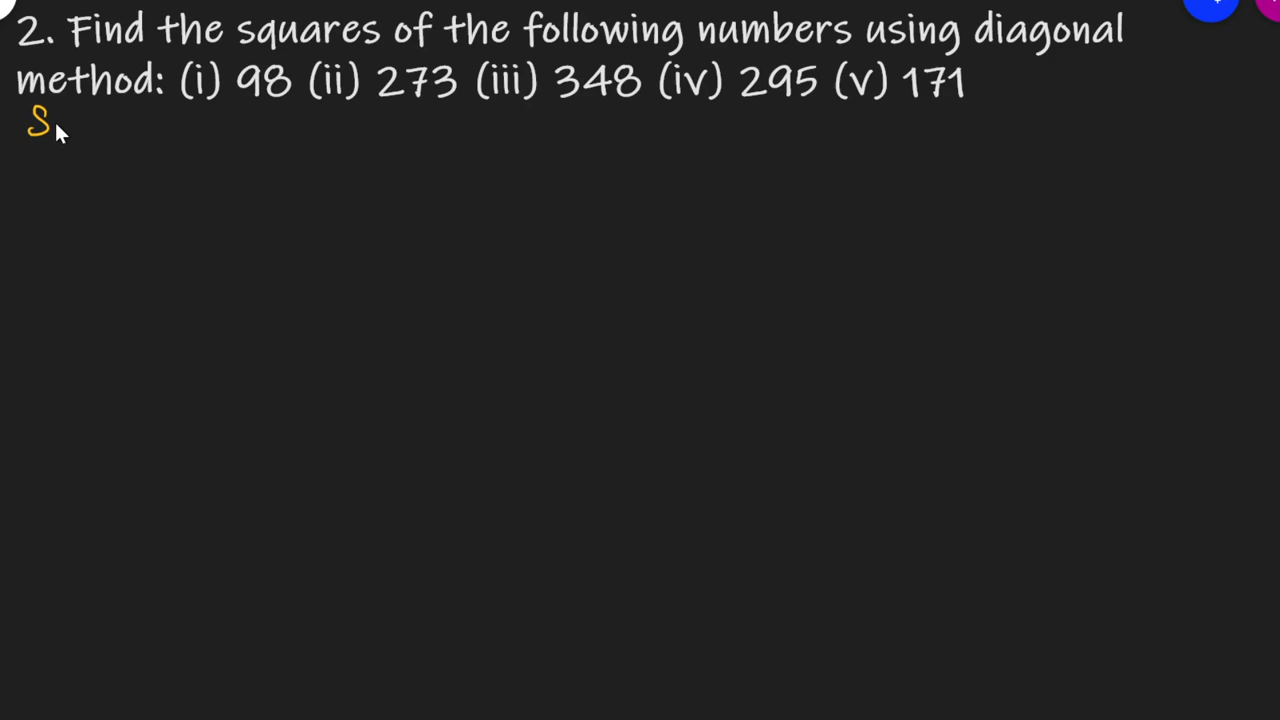 2. Find the squares of the following numbers using diagonal
method: (i) 98 (ii) 273 (iii) 348 (iv) 295 (v) 171
S